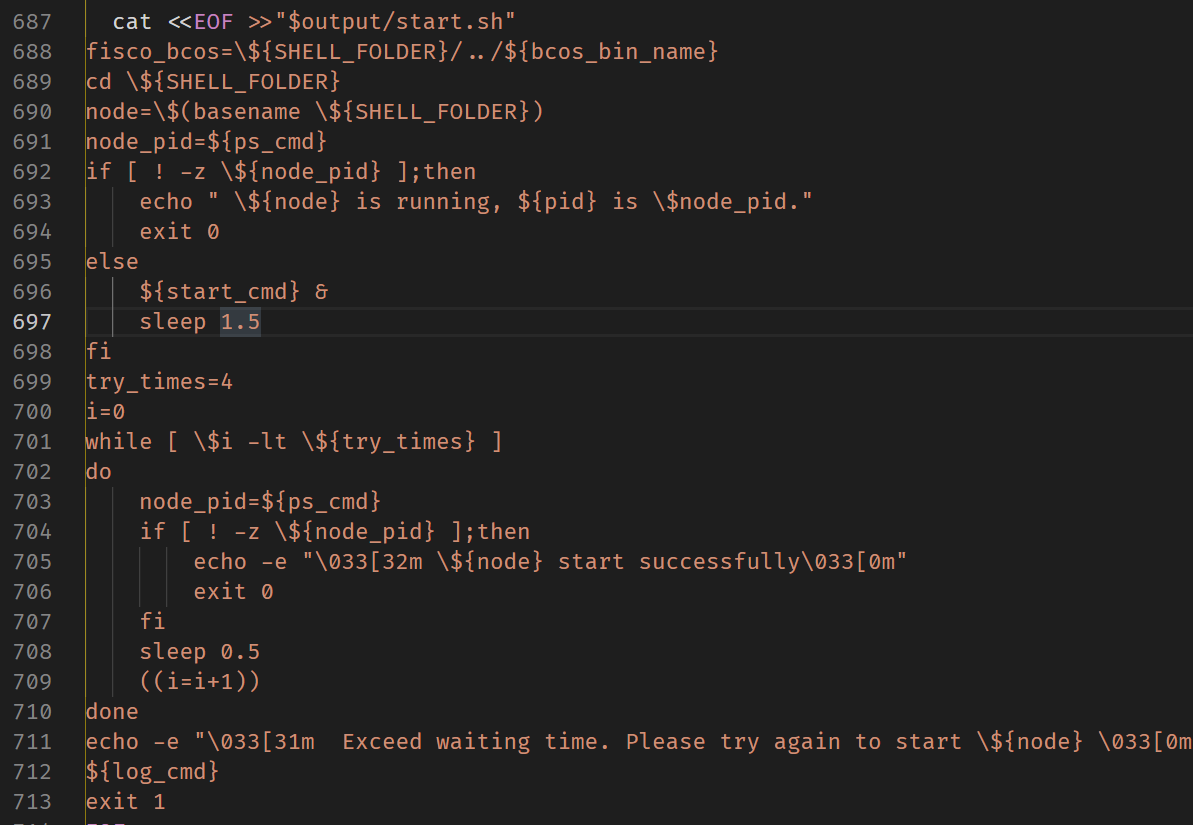 687 cat <<EOF >>"$output/start.sh"
688 fisco_bcos=\${SHELL_FOLDER}/../${bcos_bin_name}
689 cd \${SHELL_FOLDER}
690 node=\$(basename \${SHELL_FOLDER})
691 node_pid=${ps_cmd}
692 if [ ! -z \${node_pid} ];then
693 echo " \${node} is running, ${pid} is \$node_pid."
694 exit 0
695 else
696 ${start_cmd} &
697 sleep 1.5
698 fi
699 try_times=4
700 i=0
701 while [ \$i -lt \${try_times} ]
702 do
703 node_pid=${ps_cmd}
704 if [ ! -z \${node_pid} ];then
705 echo -e "\033[32m \${node} start successfully\033[0m"
706 exit 0
707 fi
708 sleep 0.5
709 ((i=i+1))
710 done
711 echo -e "\033[31m  Exceed waiting time. Please try again to start \${node} \033[0m
712 ${log_cmd}
713 exit 1